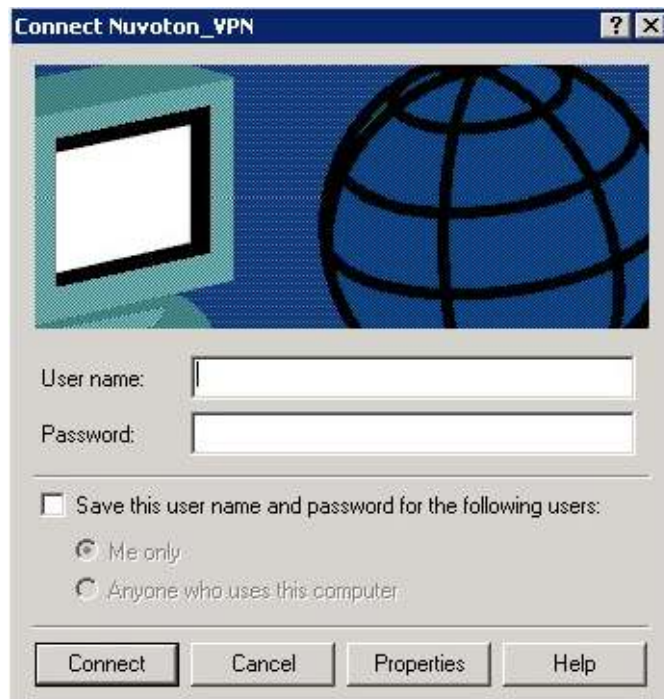 Connect Nuvoton_VPN
User name:
Password:
Save this user name and password for the following users:
Me only
Anyone who uses this computer
Connect Cancel Properties Help